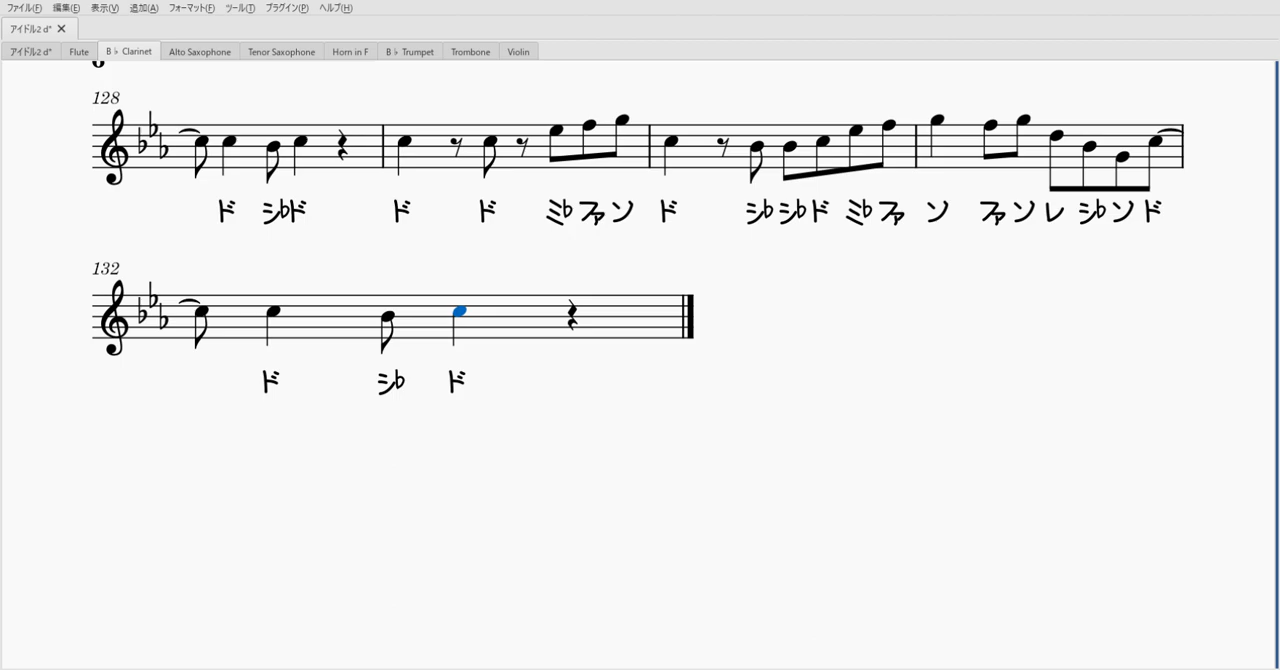 ファイル(F) 編集(E) 表示(V) 追加(A) フォーマット(F) ツール(T) プラグイン(P) ヘルプ(H)
アイドル2 d* ✕
アイドル2 d* Flute B♭ Clarinet Alto Saxophone Tenor Saxophone Horn in F B♭ Trumpet Trombone Violin
128
ド シ♭ ド ド ド ミ♭ ファ ソ ド シ♭ シ♭ ド ミ♭ ファ ソ ファ ソ レ シ♭ ソ ド
132
ド シ♭ ド